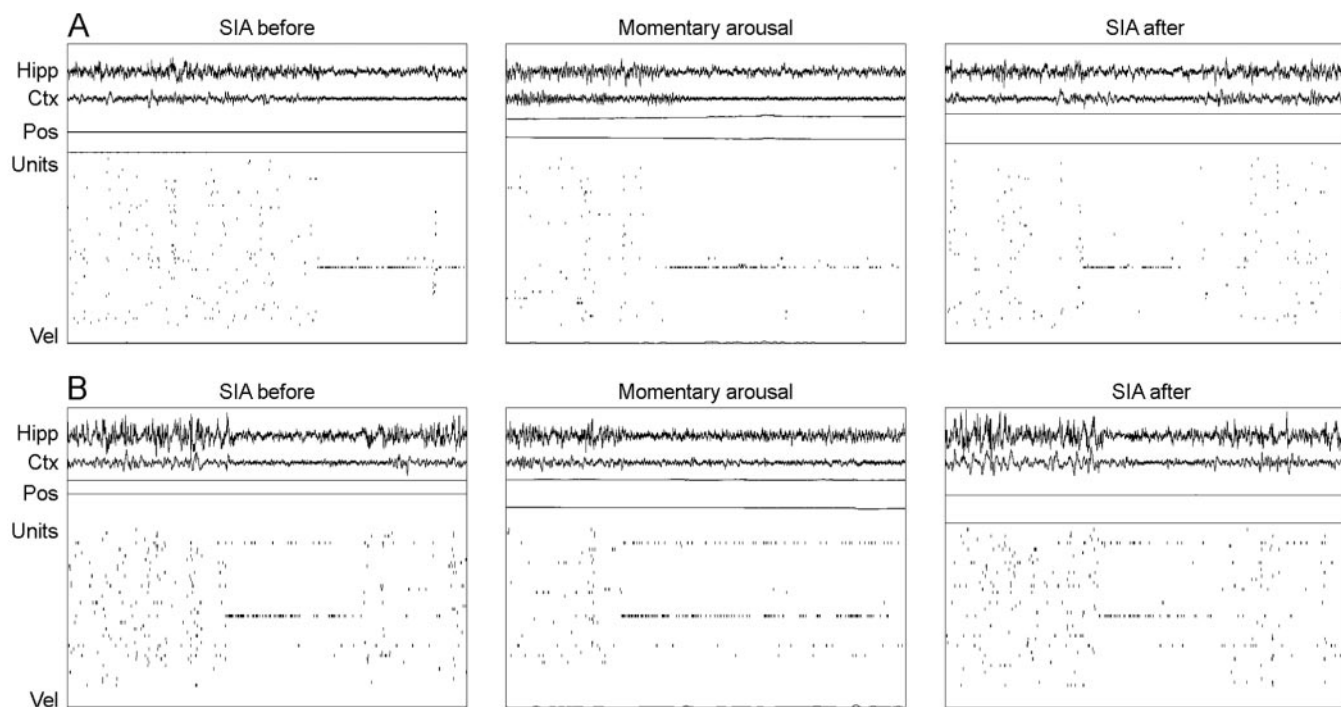 A
SIA before
Momentary arousal
SIA after
Hipp
Ctx
Pos
Units
Vel
B
SIA before
Momentary arousal
SIA after
Hipp
Ctx
Pos
Units
Vel